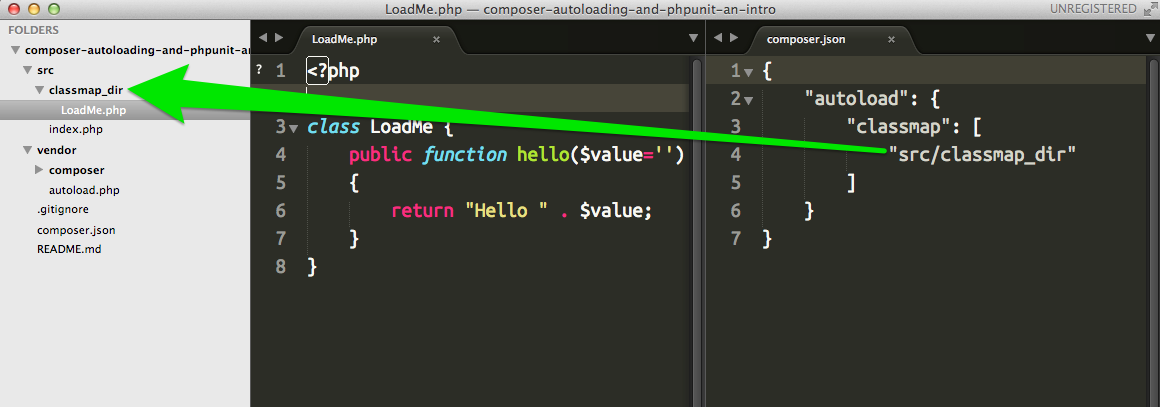 LoadMe.php — composer-autoloading-and-phpunit-an-intro
UNREGISTERED
FOLDERS
composer-autoloading-and-phpunit-an
src
classmap_dir
LoadMe.php
index.php
vendor
composer
autoload.php
.gitignore
composer.json
README.md
LoadMe.php ×
? 1 <?php
3 class LoadMe {
4 public function hello($value='')
5 {
6 return "Hello " . $value;
7 }
8 }
composer.json ×
1 {
2 "autoload": {
3 "classmap": [
4 "src/classmap_dir"
5 ]
6 }
7 }